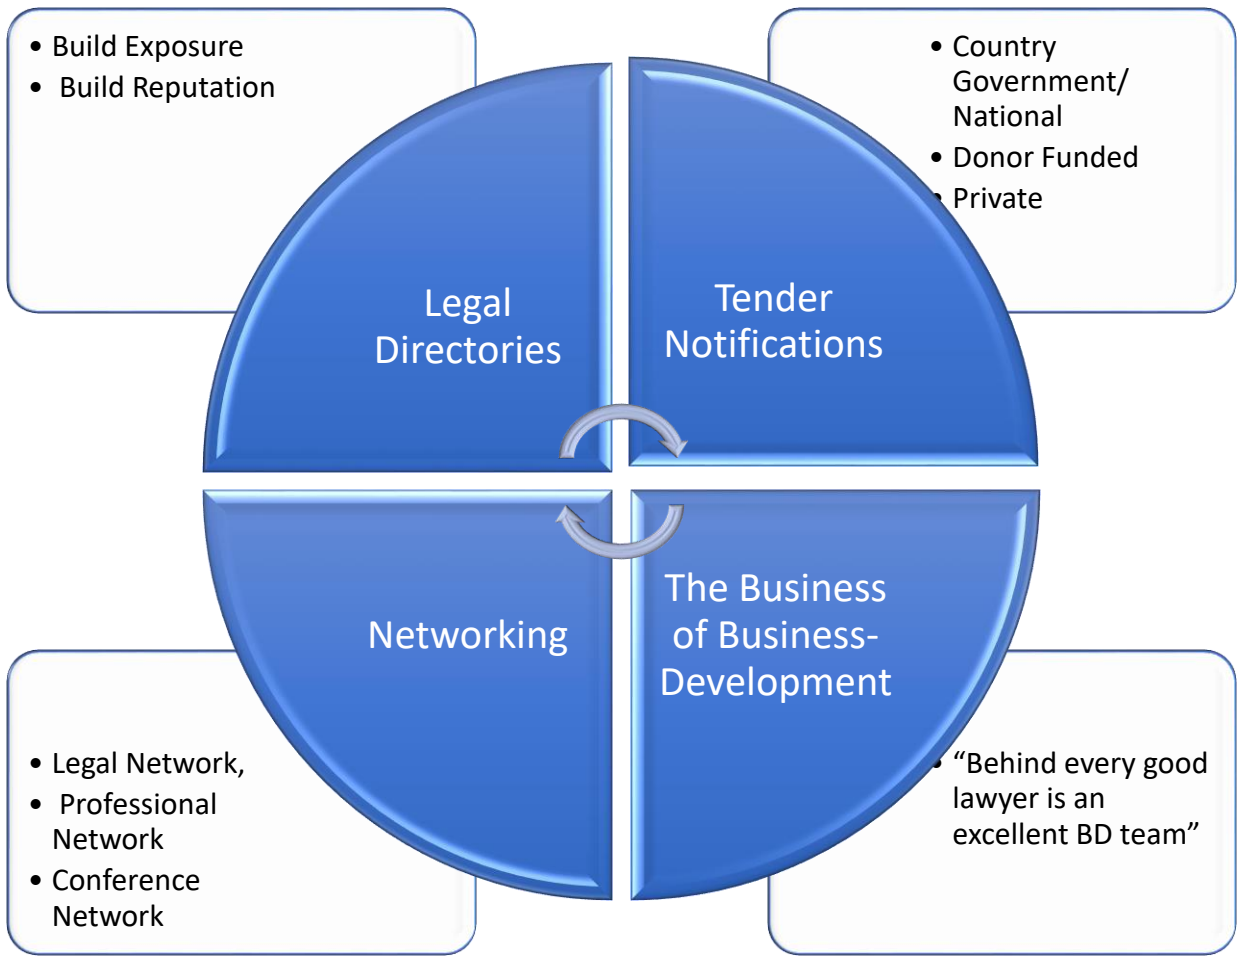 • Build Exposure
• Build Reputation
• Country
Government/
National
• Donor Funded
• Private
Legal
Directories
Tender
Notifications
Networking
The Business
of Business-
Development
• Legal Network,
• Professional
Network
• Conference
Network
• “Behind every good
lawyer is an
excellent BD team”